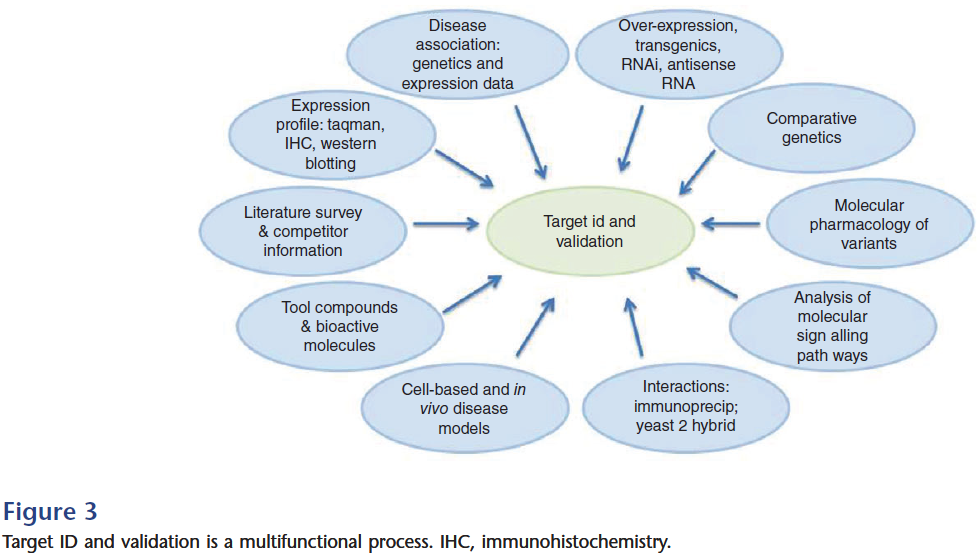 Disease
association:
genetics and
expression data
Over-expression,
transgenics,
RNAi, antisense
RNA
Comparative
genetics
Molecular
pharmacology of
variants
Analysis of
molecular
sign alling
path ways
Interactions:
immunoprecip;
yeast 2 hybrid
Cell-based and in
vivo disease
models
Tool compounds
& bioactive
molecules
Literature survey
& competitor
information
Expression
profile: taqman,
IHC, western
blotting
Target id and
validation
Figure 3
Target ID and validation is a multifunctional process. IHC, immunohistochemistry.